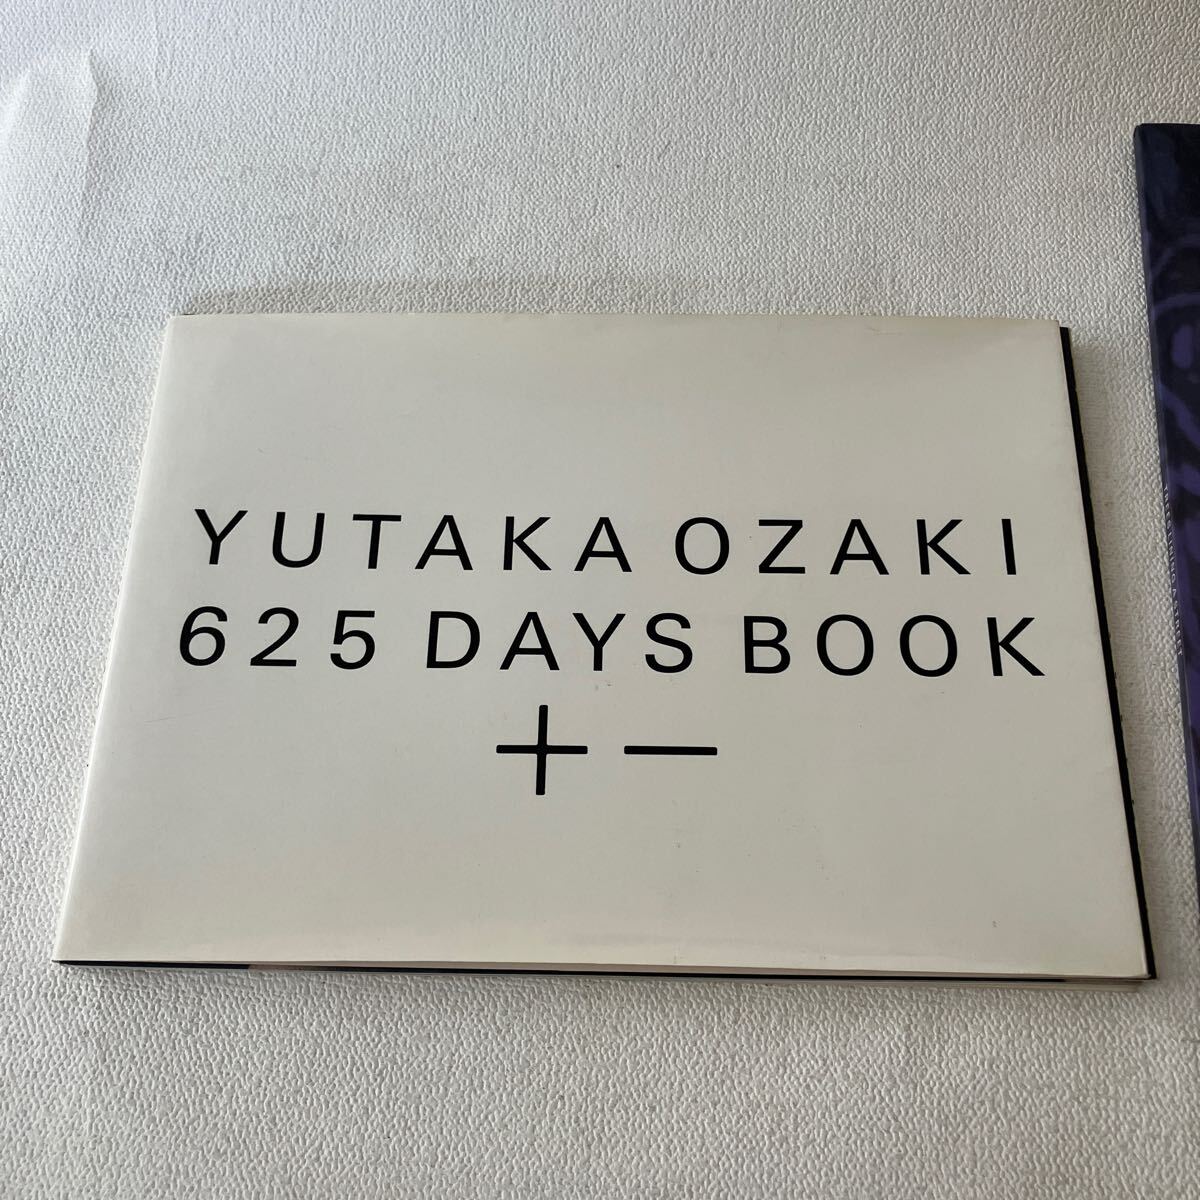 YUTAKA OZAKI
625 DAYS BOOK
+ −